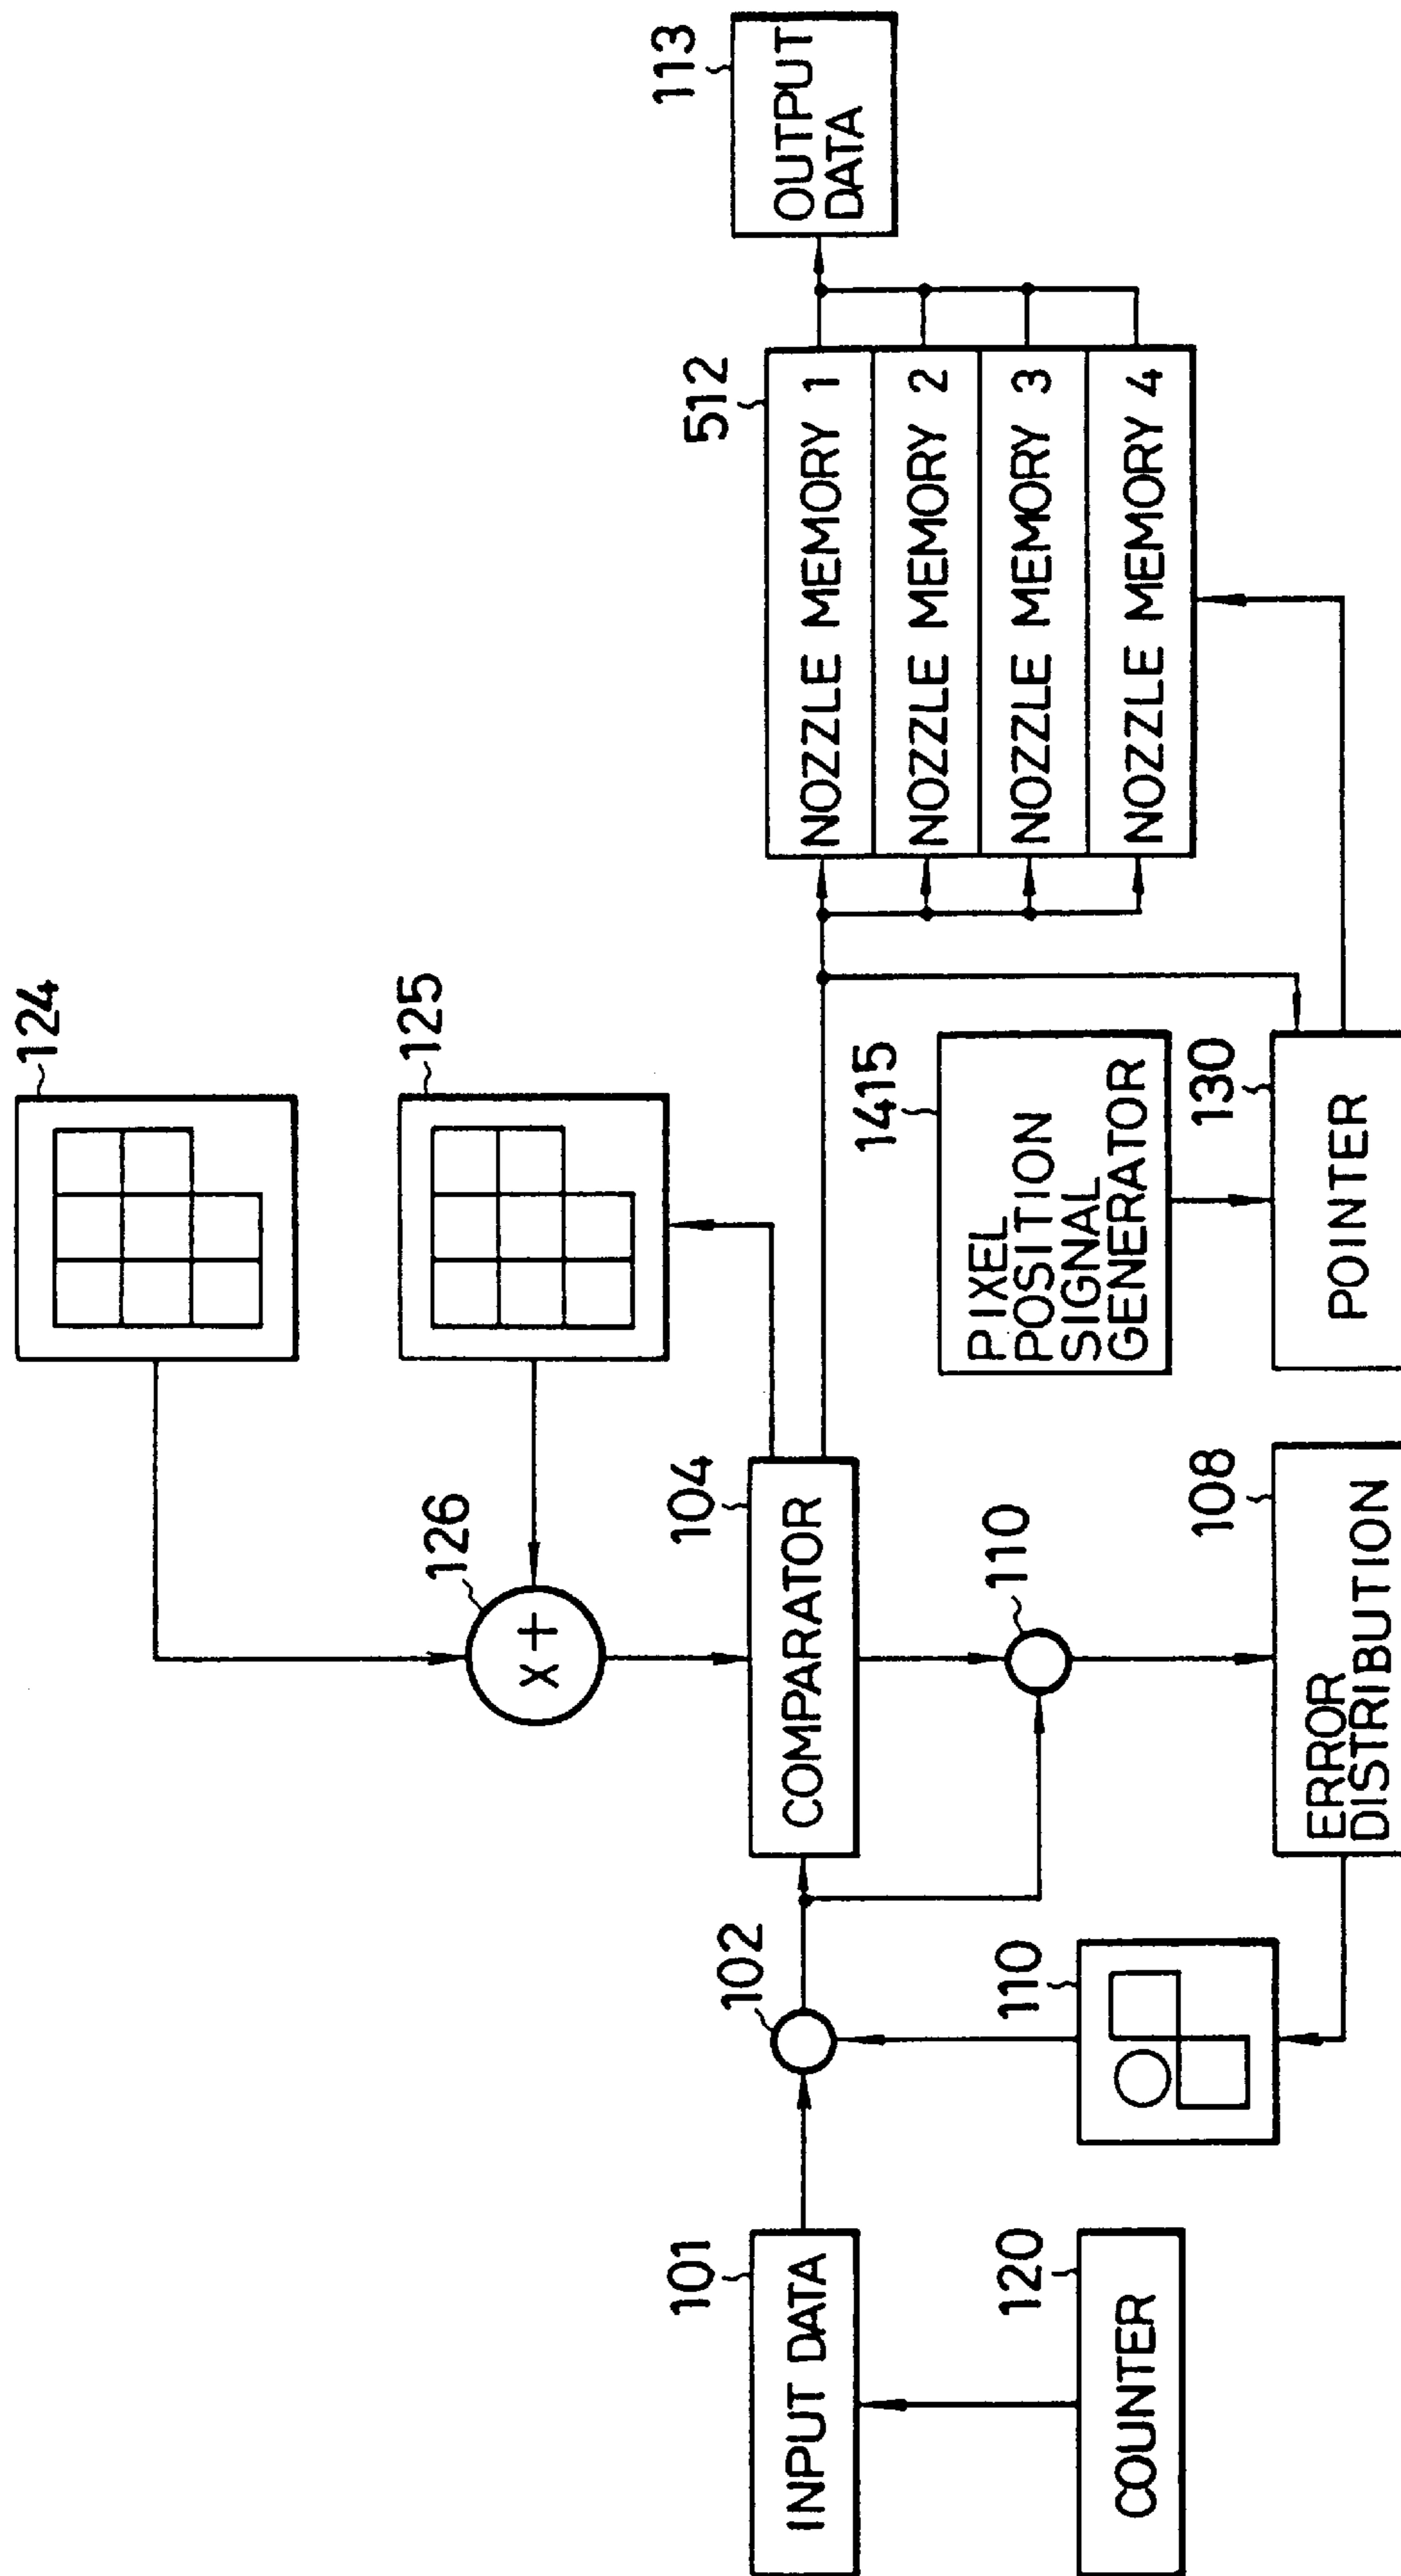 124
125
126
x +
113
OUTPUT
DATA
512
NOZZLE MEMORY 1
NOZZLE MEMORY 2
NOZZLE MEMORY 3
NOZZLE MEMORY 4
101
INPUT DATA
102
104
COMPARATOR
1415
PIXEL
POSITION
SIGNAL
GENERATOR
120
COUNTER
110
110
108
ERROR
DISTRIBUTION
130
POINTER